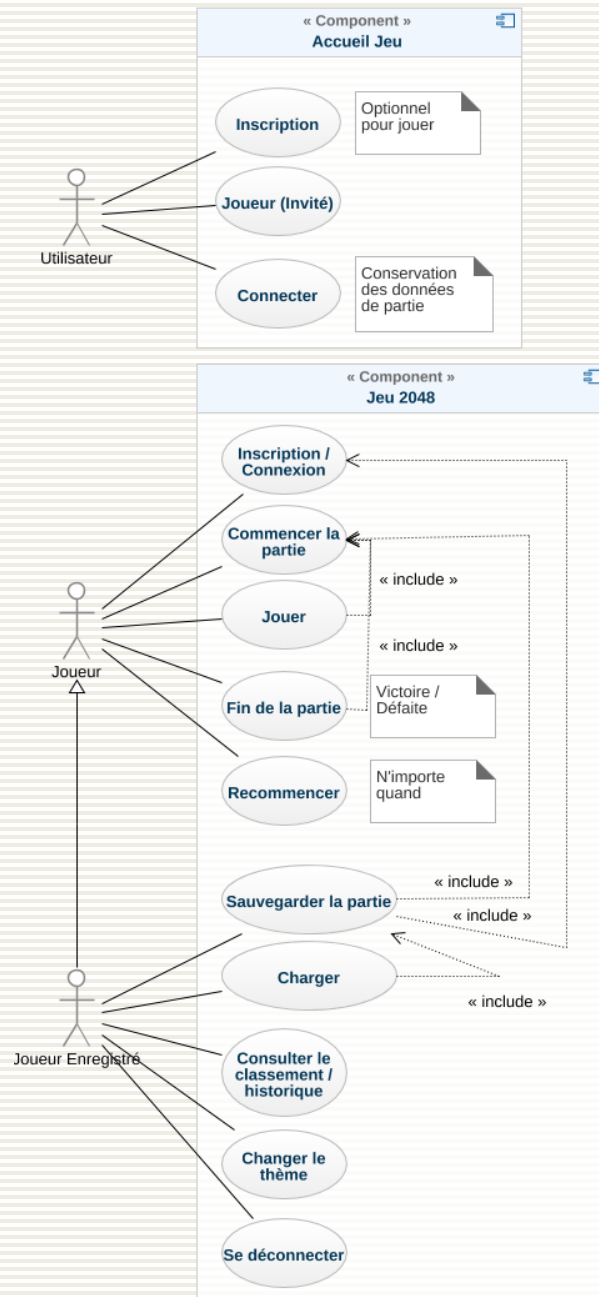 « Component »
Accueil Jeu
Inscription
Optionnel
pour jouer
Joueur (Invité)
Utilisateur
Connecter
Conservation
des données
de partie
« Component »
Jeu 2048
Inscription /
Connexion
Commencer la
partie
« include »
Jouer
« include »
Joueur
Fin de la partie
Victoire /
Défaite
Recommencer
N'importe
quand
« include »
Sauvegarder la partie
« include »
Charger
« include »
Joueur Enregistré
Consulter le
classement /
historique
Changer le
thème
Se déconnecter